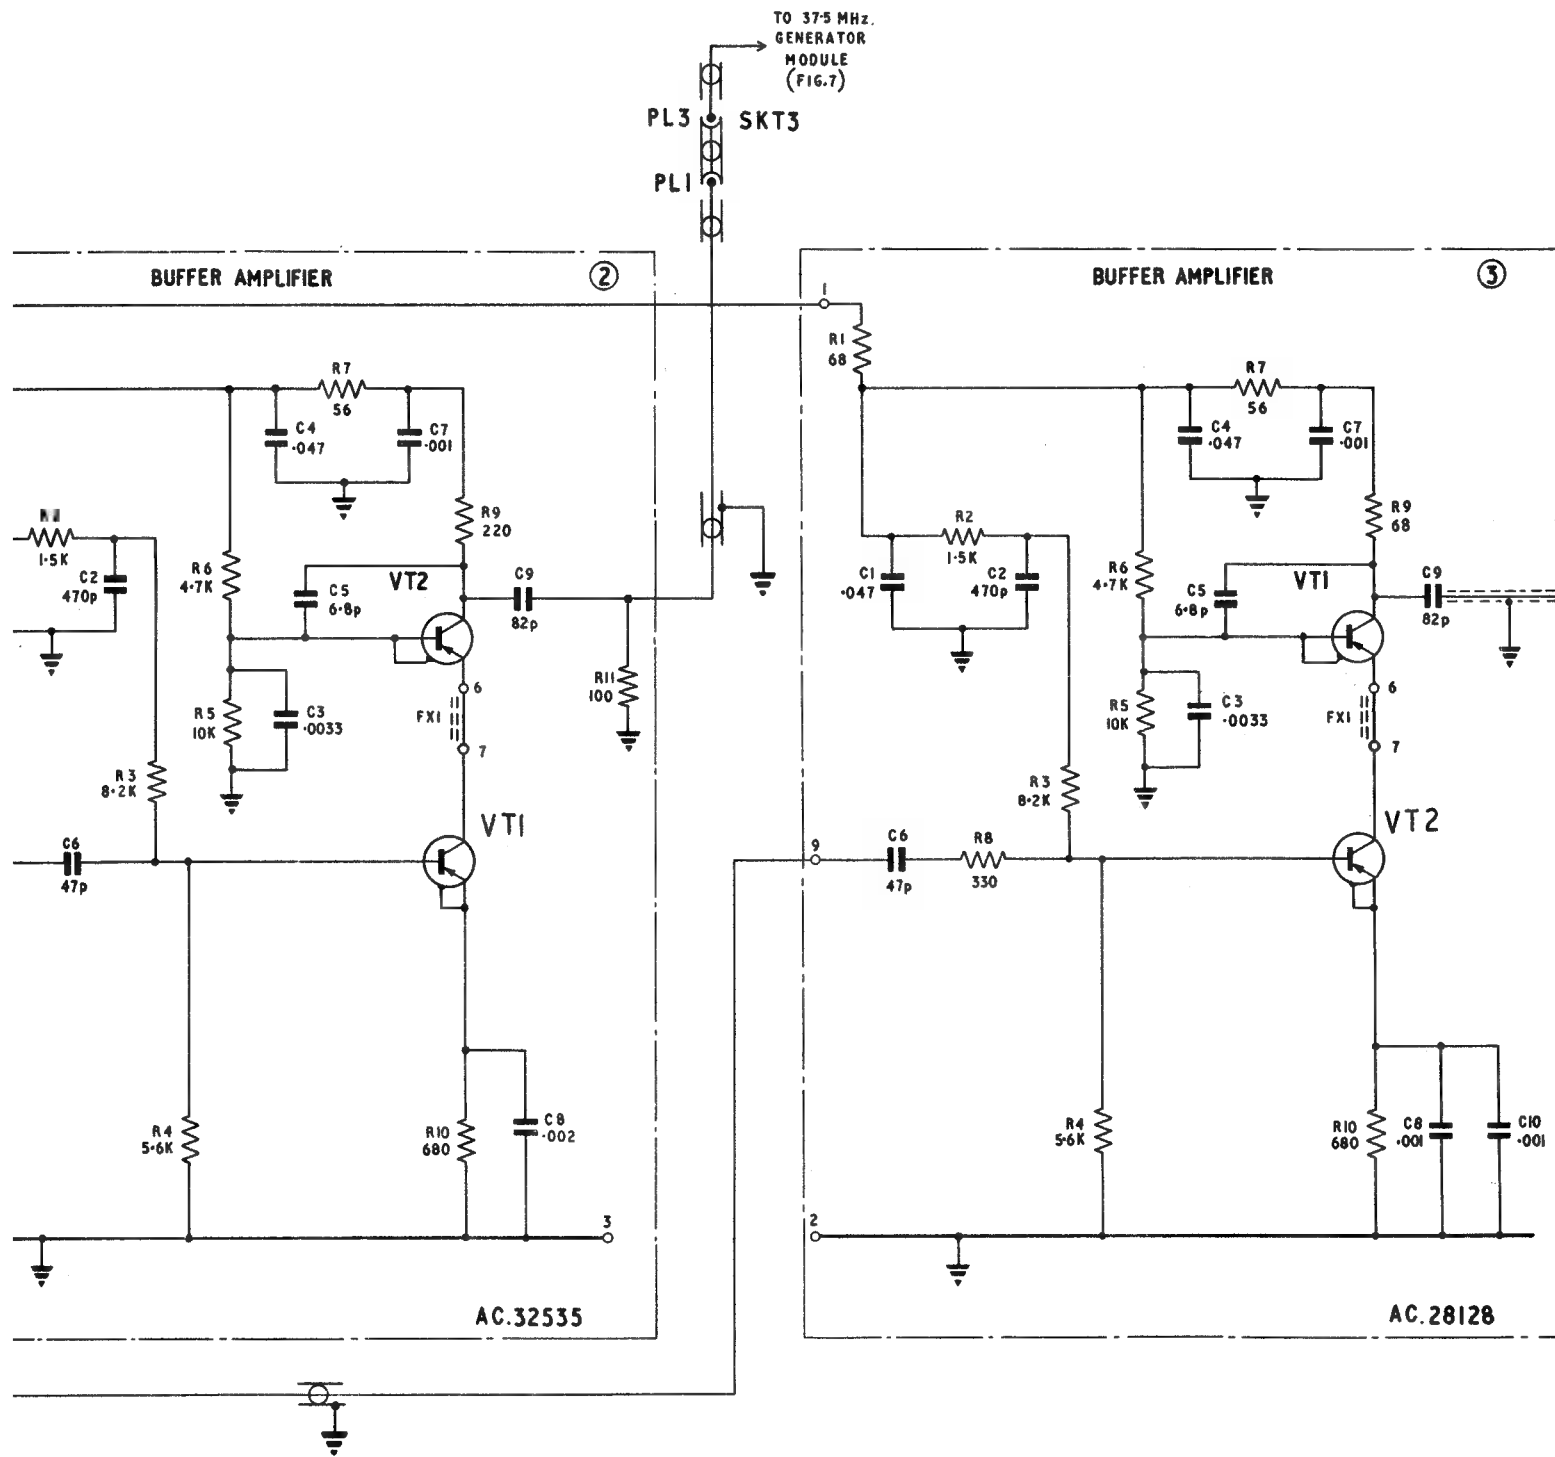 TO 37·5 MHz.
GENERATOR
MODULE
(FIG.7)
PL3
SKT3
PL1
BUFFER AMPLIFIER
2
R7
56
C4
·047
C7
·001
R9
220
1·5K
C2
470p
R6
4·7K
C5
6·8p
VT2
C9
82p
R11
100
6
FX1
7
R5
10K
C3
·0033
R3
8·2K
VT1
C6
47p
R4
5·6K
R10
680
C8
·002
3
AC.32535
BUFFER AMPLIFIER
3
1
R1
68
R7
56
C4
·047
C7
·001
R9
68
R2
1·5K
C1
·047
C2
470p
R6
4·7K
C5
6·8p
VT1
C9
82p
6
FX1
7
R5
10K
C3
·0033
R3
8·2K
VT2
9
C6
47p
R8
330
R4
5·6K
R10
680
C8
·001
C10
·001
2
AC.28128